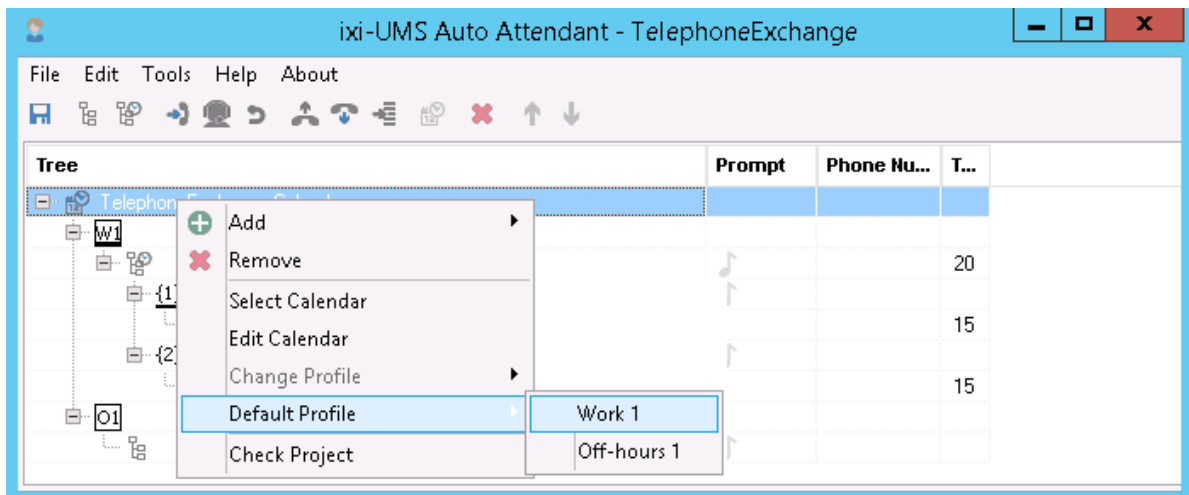 ixi-UMS Auto Attendant - TelephoneExchange
File Edit Tools Help About
Tree Prompt Phone Nu... T...
W1
20
{1}
15
{2}
15
O1
Add
Remove
Select Calendar
Edit Calendar
Change Profile
Default Profile
Check Project
Work 1
Off-hours 1